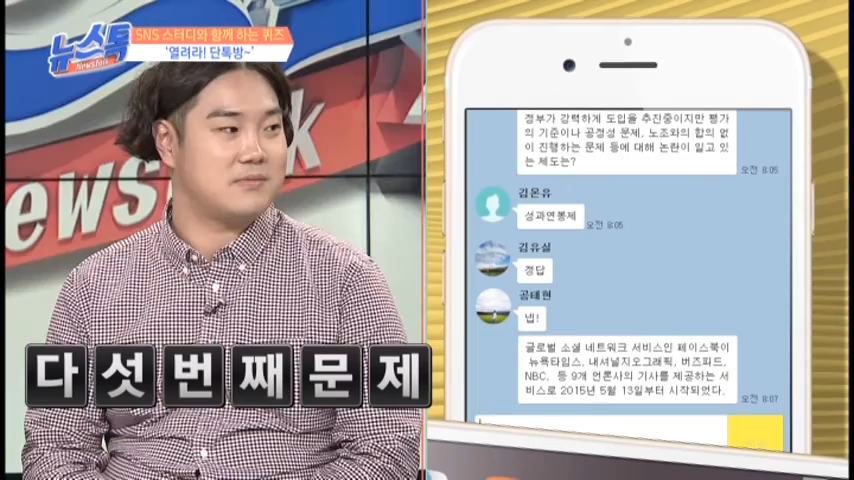 SNS 스터디와 함께 하는 퀴즈
뉴스톡
Newstalk
'열려라! 단톡방~'
newstalk
다섯번째문제
정부가 강력하게 도입을 추진중이지만 평가
의 기준이나 공정성 문제, 노조와의 합의 없
이 진행하는 문제 등에 대해 논란이 일고 있
는 제도는?
오전 8:05
김온유
성과연봉제
오전 8:05
김유실
정답
공태현
넵!
글로벌 소셜 네트워크 서비스인 페이스북이
뉴욕타임스, 내셔널지오그래픽, 버즈피드,
NBC, 등 9개 언론사의 기사를 제공하는 서
비스로 2015년 5월 13일부터 시작되었다.
오전 8:07